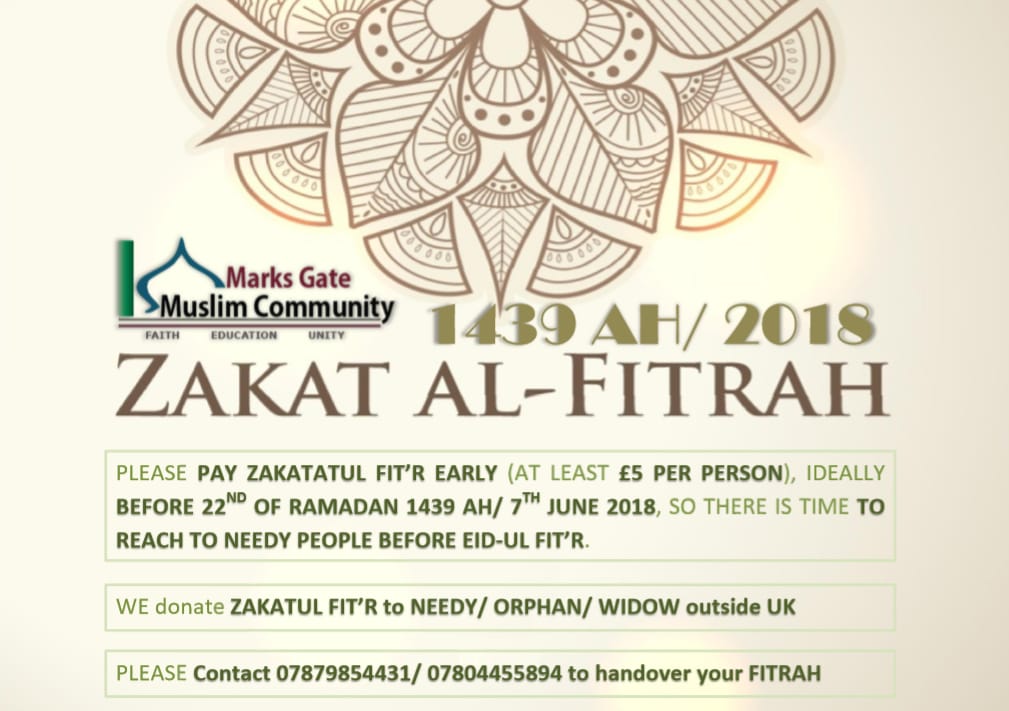 Marks Gate
Muslim Community
FAITH EDUCATION UNITY
1439 AH/ 2018
ZAKAT AL-FITRAH
PLEASE PAY ZAKATATUL FIT'R EARLY (AT LEAST £5 PER PERSON), IDEALLY
BEFORE 22ND OF RAMADAN 1439 AH/ 7TH JUNE 2018, SO THERE IS TIME TO
REACH TO NEEDY PEOPLE BEFORE EID-UL FIT'R.
WE donate ZAKATUL FIT'R to NEEDY/ ORPHAN/ WIDOW outside UK
PLEASE Contact 07879854431/ 07804455894 to handover your FITRAH